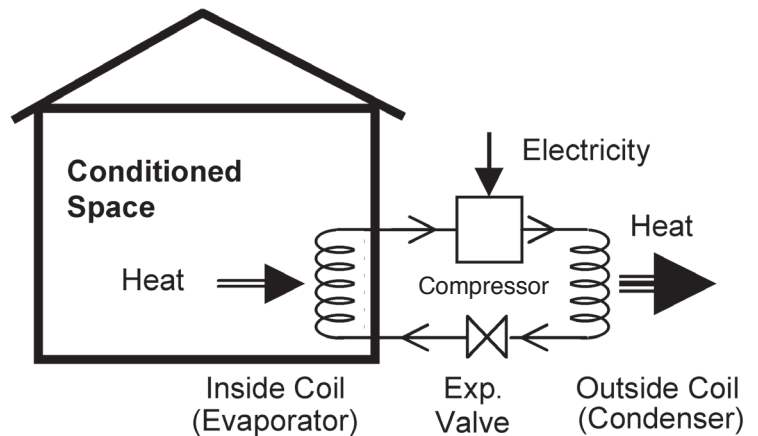 Electricity
Conditioned
Space
Heat
Heat
Compressor
Inside Coil
(Evaporator)
Exp.
Valve
Outside Coil
(Condenser)